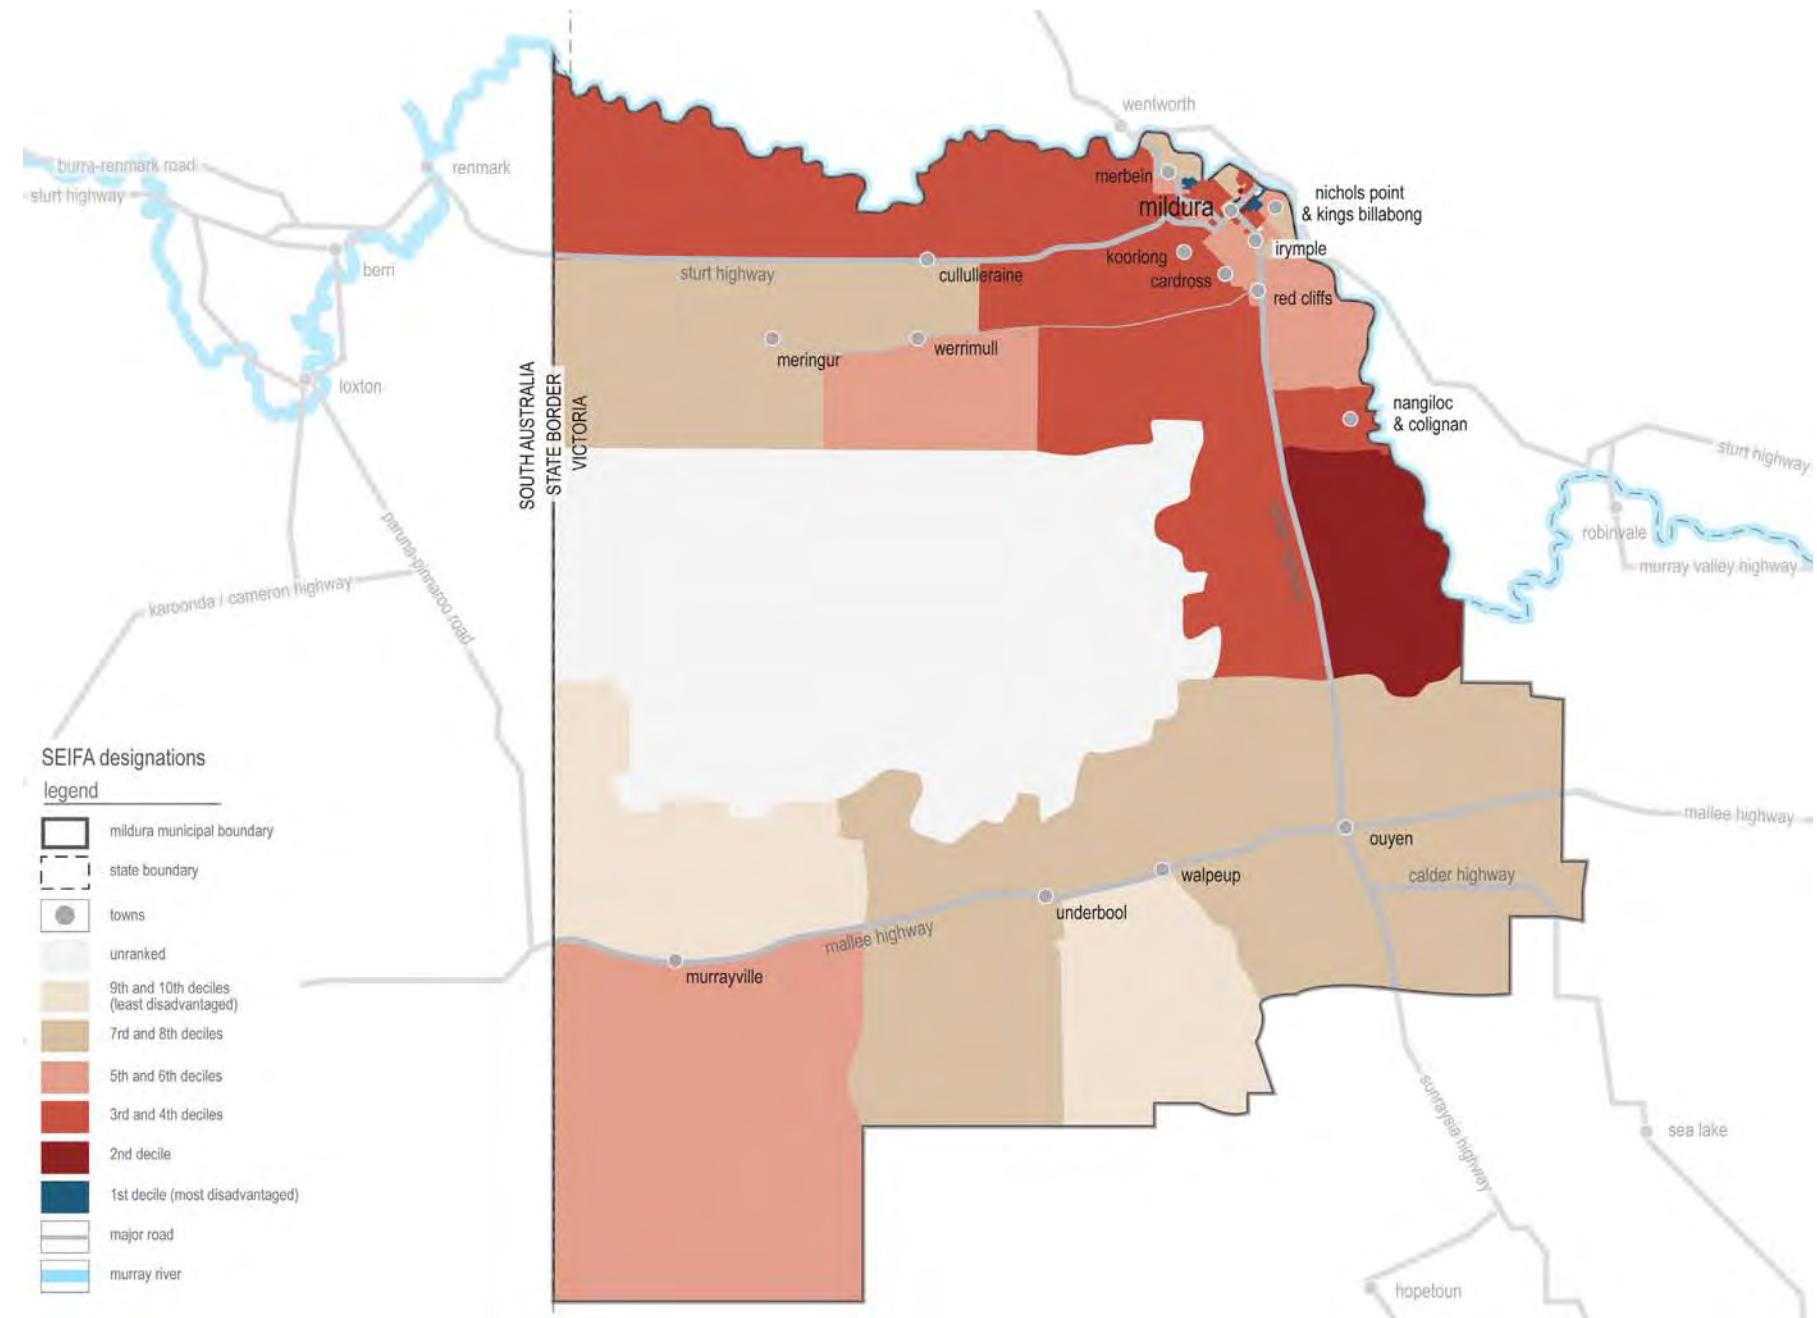 wentworth
burra-renmark road
sturt highway
renmark
merbein
nichols point
& kings billabong
mildura
irymple
koorlong
berri
sturt highway
cullulleraine
cardross
red cliffs
meringur
werrimull
loxton
SOUTH AUSTRALIA
STATE BORDER
VICTORIA
nangiloc
& colignan
sturt highway
robinvale
murray valley highway
paruna-pinnaroo road
karoonda / cameron highway
mallee highway
ouyen
walpeup
calder highway
underbool
mallee highway
murrayville
sunraysia highway
sea lake
hopetoun
SEIFA designations
legend
mildura municipal boundary
state boundary
towns
unranked
9th and 10th deciles
(least disadvantaged)
7rd and 8th deciles
5th and 6th deciles
3rd and 4th deciles
2nd decile
1st decile (most disadvantaged)
major road
murray river